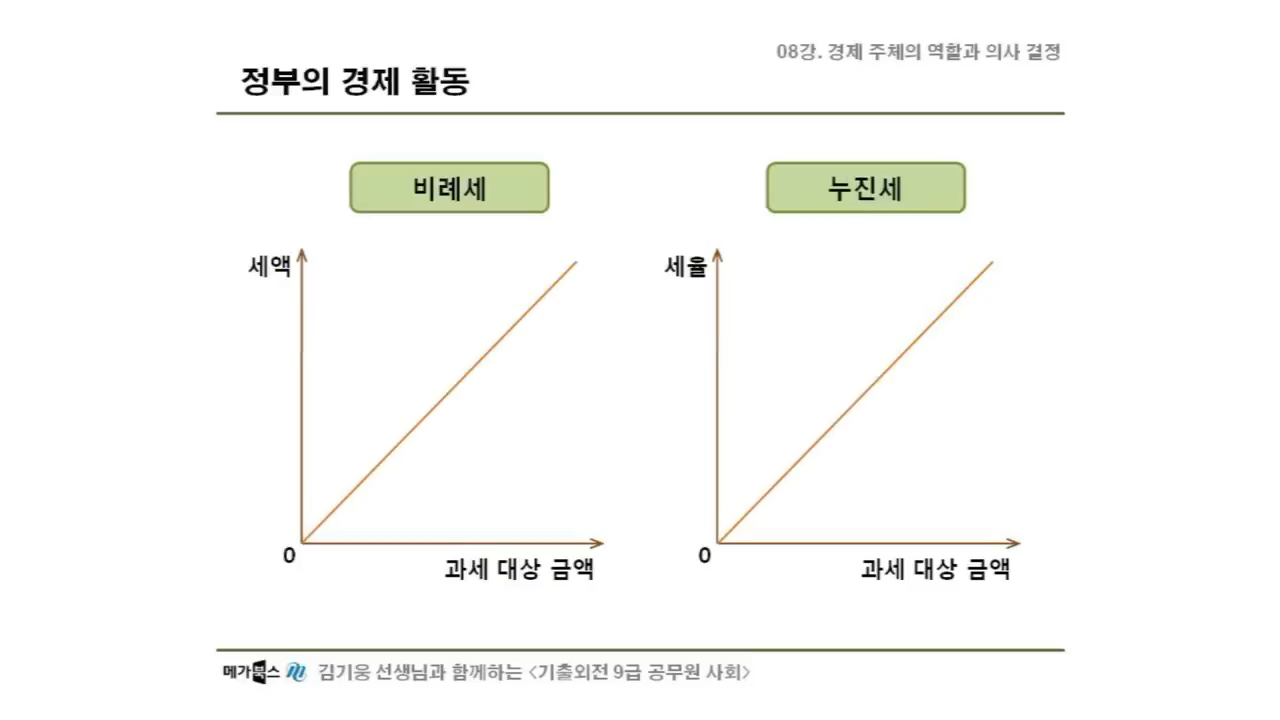 08강. 경제 주체의 역할과 의사 결정
정부의 경제 활동
비례세
누진세
세액
0
과세 대상 금액
세율
0
과세 대상 금액
메가북스 김기웅 선생님과 함께하는 <기출외전 9급 공무원 사회>